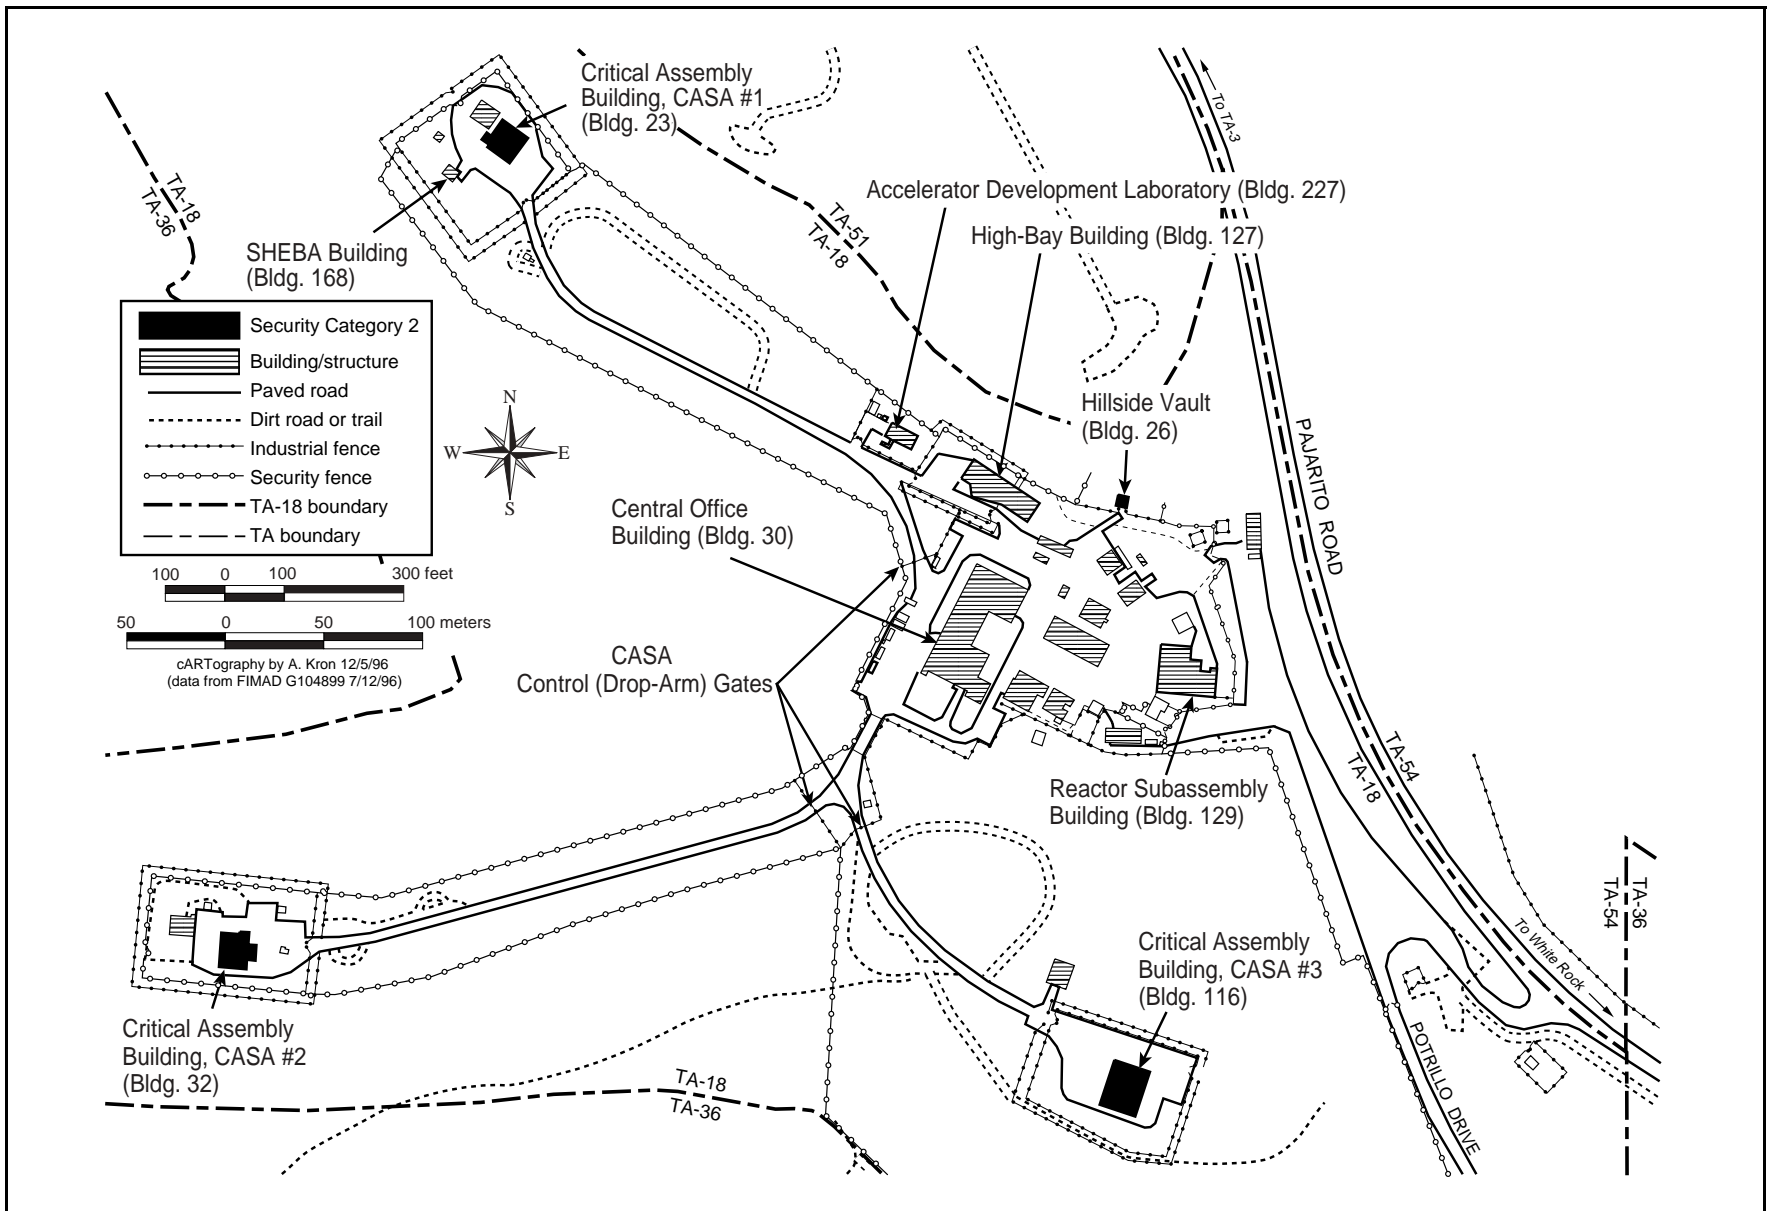 Critical Assembly
Building, CASA #1
(Bldg. 23)
To TA-3
TA-18
TA-36
Accelerator Development Laboratory (Bldg. 227)
TA-51
TA-18
High-Bay Building (Bldg. 127)
SHEBA Building
(Bldg. 168)
Security Category 2
Building/structure
Paved road
Dirt road or trail
Industrial fence
Security fence
TA-18 boundary
TA boundary
N
W
E
S
Hillside Vault
(Bldg. 26)
PAJARITO ROAD
Central Office
Building (Bldg. 30)
100 0 100 300 feet
50 0 50 100 meters
cARTography by A. Kron 12/5/96
(data from FIMAD G104899 7/12/96)
CASA
Control (Drop-Arm) Gates
TA-54
TA-18
Reactor Subassembly
Building (Bldg. 129)
TA-36
TA-54
To White Rock
Critical Assembly
Building, CASA #3
(Bldg. 116)
Critical Assembly
Building, CASA #2
(Bldg. 32)
TA-18
TA-36
POTRILLO DRIVE